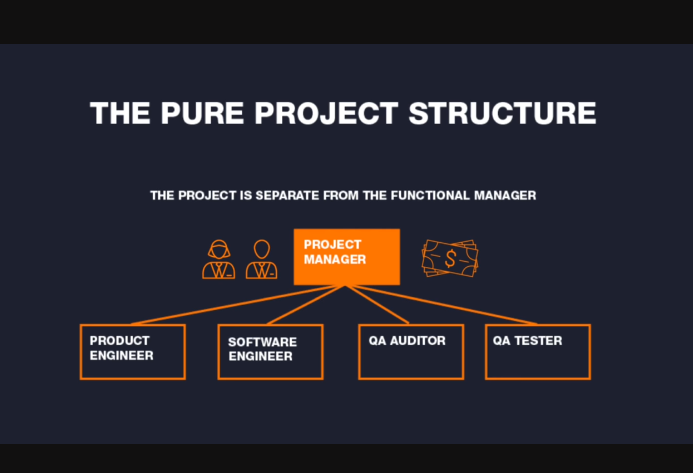 THE PURE PROJECT STRUCTURE
THE PROJECT IS SEPARATE FROM THE FUNCTIONAL MANAGER
PROJECT
MANAGER
$
PRODUCT
ENGINEER
SOFTWARE
ENGINEER
QA AUDITOR
QA TESTER